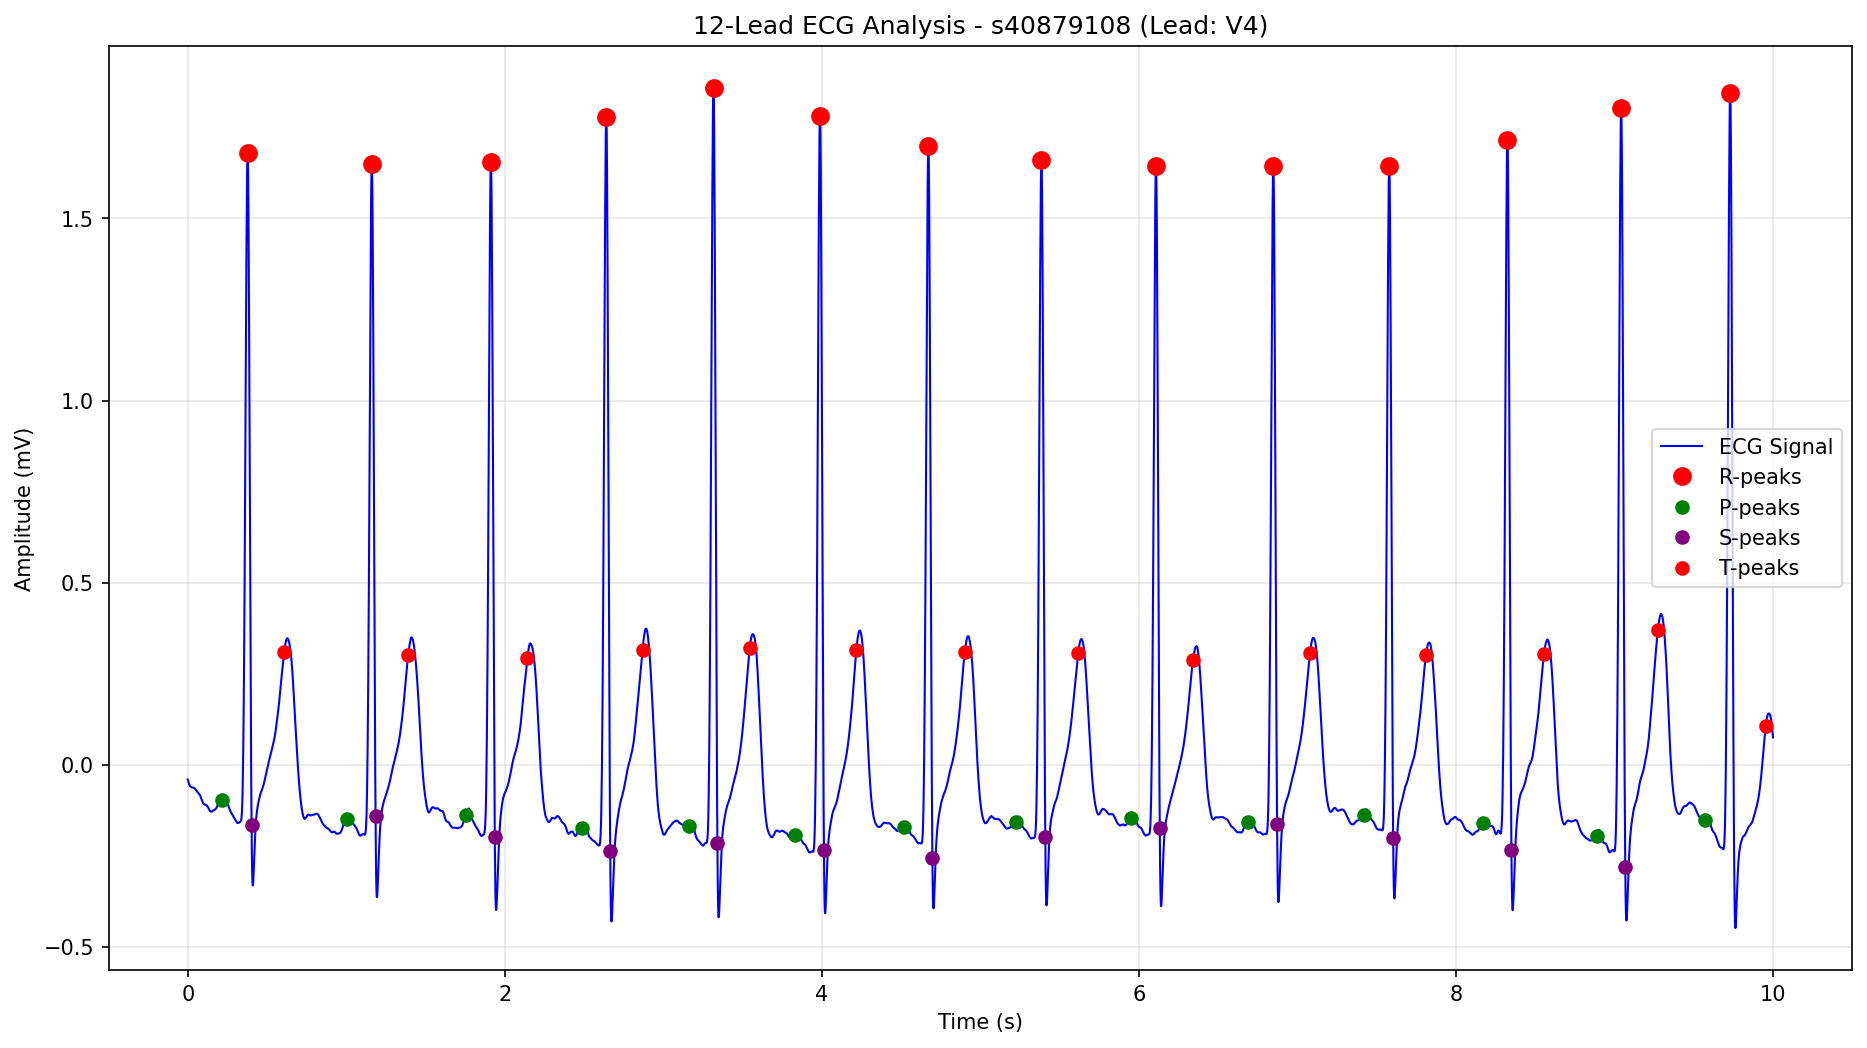 12-Lead ECG Analysis - s40879108 (Lead: V4)
Amplitude (mV)
1.5
1.0
0.5
0.0
−0.5
ECG Signal
R-peaks
P-peaks
S-peaks
T-peaks
0 2 4 6 8 10
Time (s)